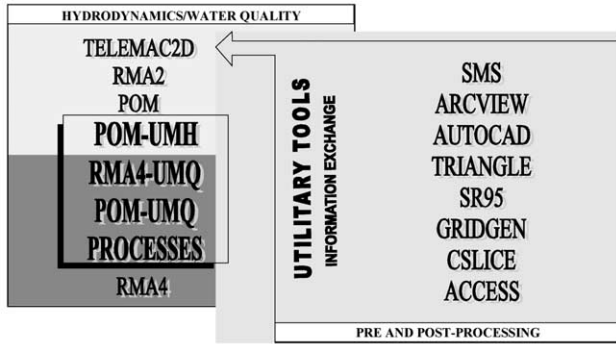 HYDRODYNAMICS/WATER QUALITY
TELEMAC2D
RMA2
POM
POM-UMH
RMA4-UMQ
POM-UMQ
PROCESSES
RMA4
UTILITARY TOOLS
INFORMATION EXCHANGE
SMS
ARCVIEW
AUTOCAD
TRIANGLE
SR95
GRIDGEN
CSLICE
ACCESS
PRE AND POST-PROCESSING